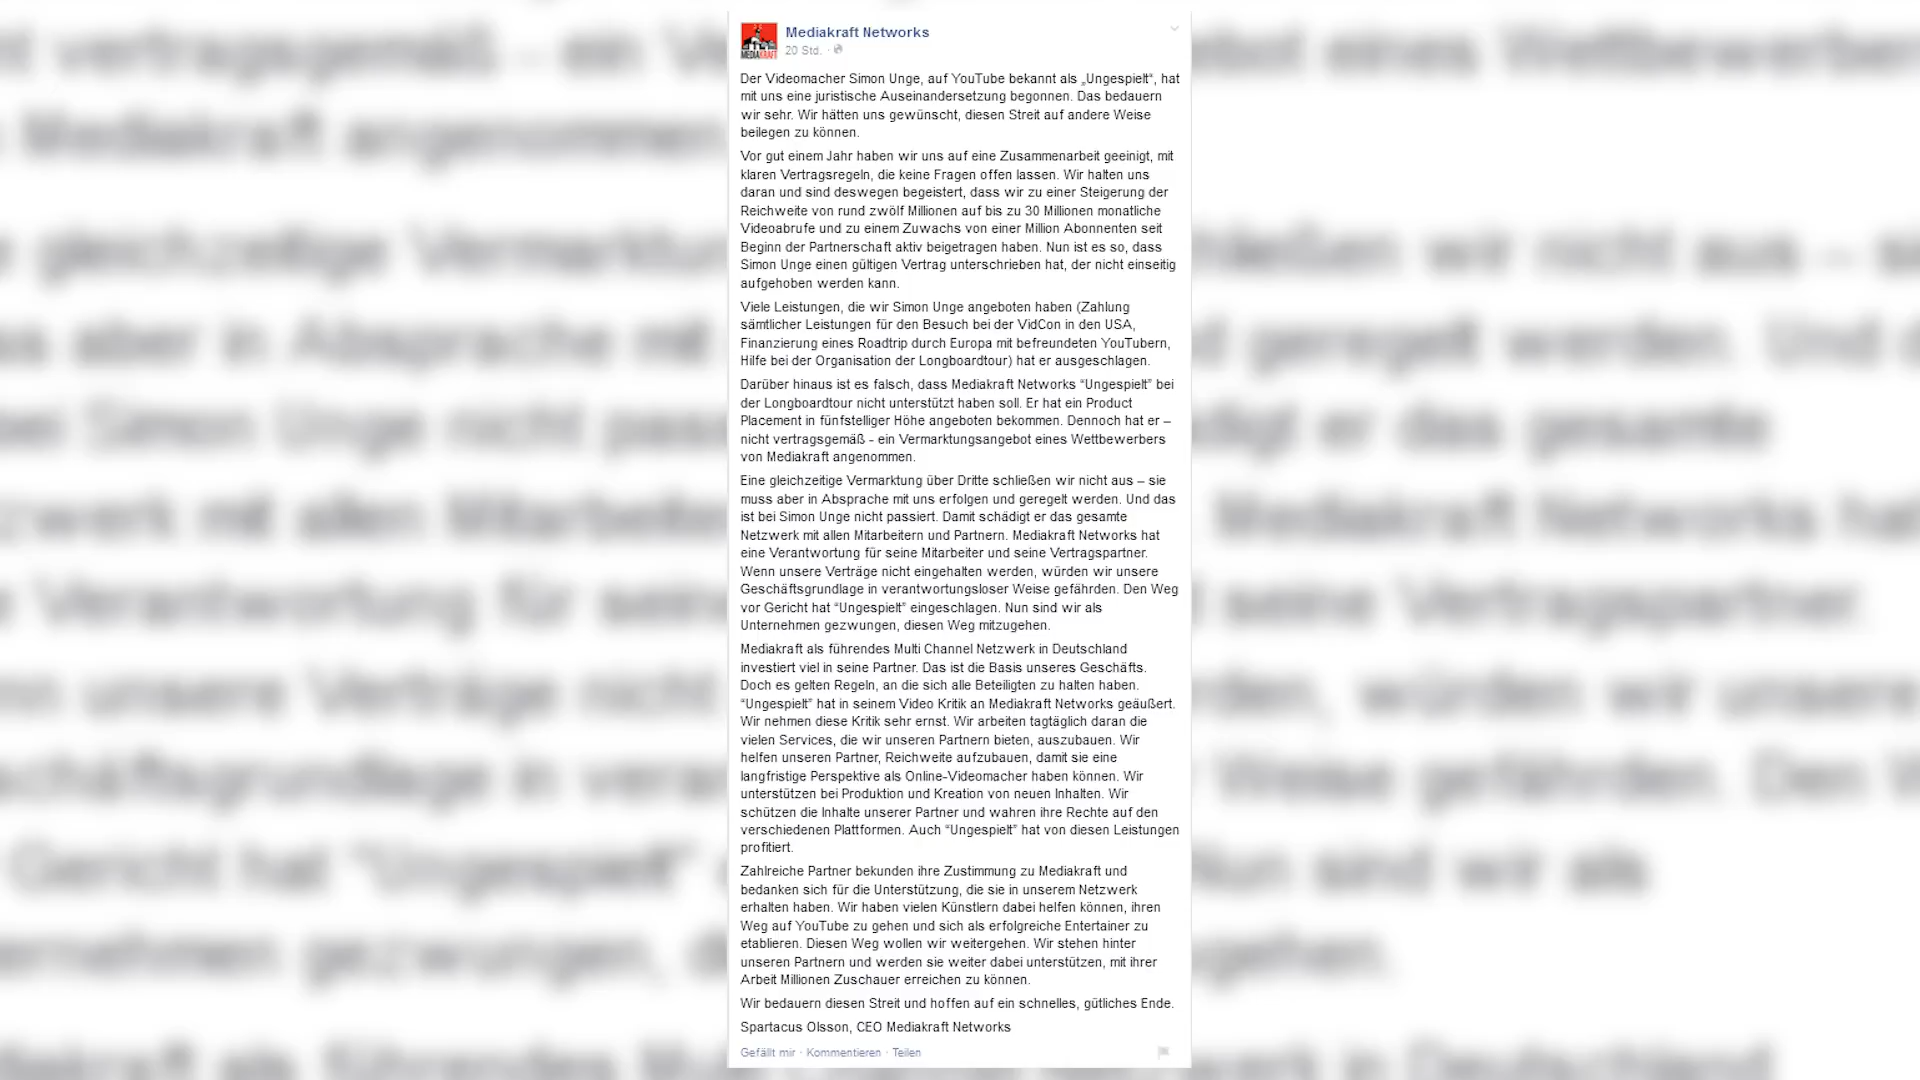 Mediakraft Networks
20 Std. ·
MEDIAKRAFT
Der Videomacher Simon Unge, auf YouTube bekannt als „Ungespielt“, hat
mit uns eine juristische Auseinandersetzung begonnen. Das bedauern
wir sehr. Wir hätten uns gewünscht, diesen Streit auf andere Weise
beilegen zu können.
Vor gut einem Jahr haben wir uns auf eine Zusammenarbeit geeinigt, mit
klaren Vertragsregeln, die keine Fragen offen lassen. Wir halten uns
daran und sind deswegen begeistert, dass wir zu einer Steigerung der
Reichweite von rund zwölf Millionen auf bis zu 30 Millionen monatliche
Videoabrufe und zu einem Zuwachs von einer Million Abonnenten seit
Beginn der Partnerschaft aktiv beigetragen haben. Nun ist es so, dass
Simon Unge einen gültigen Vertrag unterschrieben hat, der nicht einseitig
aufgehoben werden kann.
Viele Leistungen, die wir Simon Unge angeboten haben (Zahlung
sämtlicher Leistungen für den Besuch bei der VidCon in den USA,
Finanzierung eines Roadtrip durch Europa mit befreundeten YouTubern,
Hilfe bei der Organisation der Longboardtour) hat er ausgeschlagen.
Darüber hinaus ist es falsch, dass Mediakraft Networks “Ungespielt” bei
der Longboardtour nicht unterstützt haben soll. Er hat ein Product
Placement in fünfstelliger Höhe angeboten bekommen. Dennoch hat er –
nicht vertragsgemäß - ein Vermarktungsangebot eines Wettbewerbers
von Mediakraft angenommen.
Eine gleichzeitige Vermarktung über Dritte schließen wir nicht aus – sie
muss aber in Absprache mit uns erfolgen und geregelt werden. Und das
ist bei Simon Unge nicht passiert. Damit schädigt er das gesamte
Netzwerk mit allen Mitarbeitern und Partnern. Mediakraft Networks hat
eine Verantwortung für seine Mitarbeiter und seine Vertragspartner.
Wenn unsere Verträge nicht eingehalten werden, würden wir unsere
Geschäftsgrundlage in verantwortungsloser Weise gefährden. Den Weg
vor Gericht hat “Ungespielt” eingeschlagen. Nun sind wir als
Unternehmen gezwungen, diesen Weg mitzugehen.
Mediakraft als führendes Multi Channel Netzwerk in Deutschland
investiert viel in seine Partner. Das ist die Basis unseres Geschäfts.
Doch es gelten Regeln, an die sich alle Beteiligten zu halten haben.
“Ungespielt” hat in seinem Video Kritik an Mediakraft Networks geäußert.
Wir nehmen diese Kritik sehr ernst. Wir arbeiten tagtäglich daran die
vielen Services, die wir unseren Partnern bieten, auszubauen. Wir
helfen unseren Partner, Reichweite aufzubauen, damit sie eine
langfristige Perspektive als Online-Videomacher haben können. Wir
unterstützen bei Produktion und Kreation von neuen Inhalten. Wir
schützen die Inhalte unserer Partner und wahren ihre Rechte auf den
verschiedenen Plattformen. Auch “Ungespielt” hat von diesen Leistungen
profitiert.
Zahlreiche Partner bekunden ihre Zustimmung zu Mediakraft und
bedanken sich für die Unterstützung, die sie in unserem Netzwerk
erhalten haben. Wir haben vielen Künstlern dabei helfen können, ihren
Weg auf YouTube zu gehen und sich als erfolgreiche Entertainer zu
etablieren. Diesen Weg wollen wir weitergehen. Wir stehen hinter
unseren Partnern und werden sie weiter dabei unterstützen, mit ihrer
Arbeit Millionen Zuschauer erreichen zu können.
Wir bedauern diesen Streit und hoffen auf ein schnelles, gütliches Ende.
Spartacus Olsson, CEO Mediakraft Networks
Gefällt mir · Kommentieren · Teilen